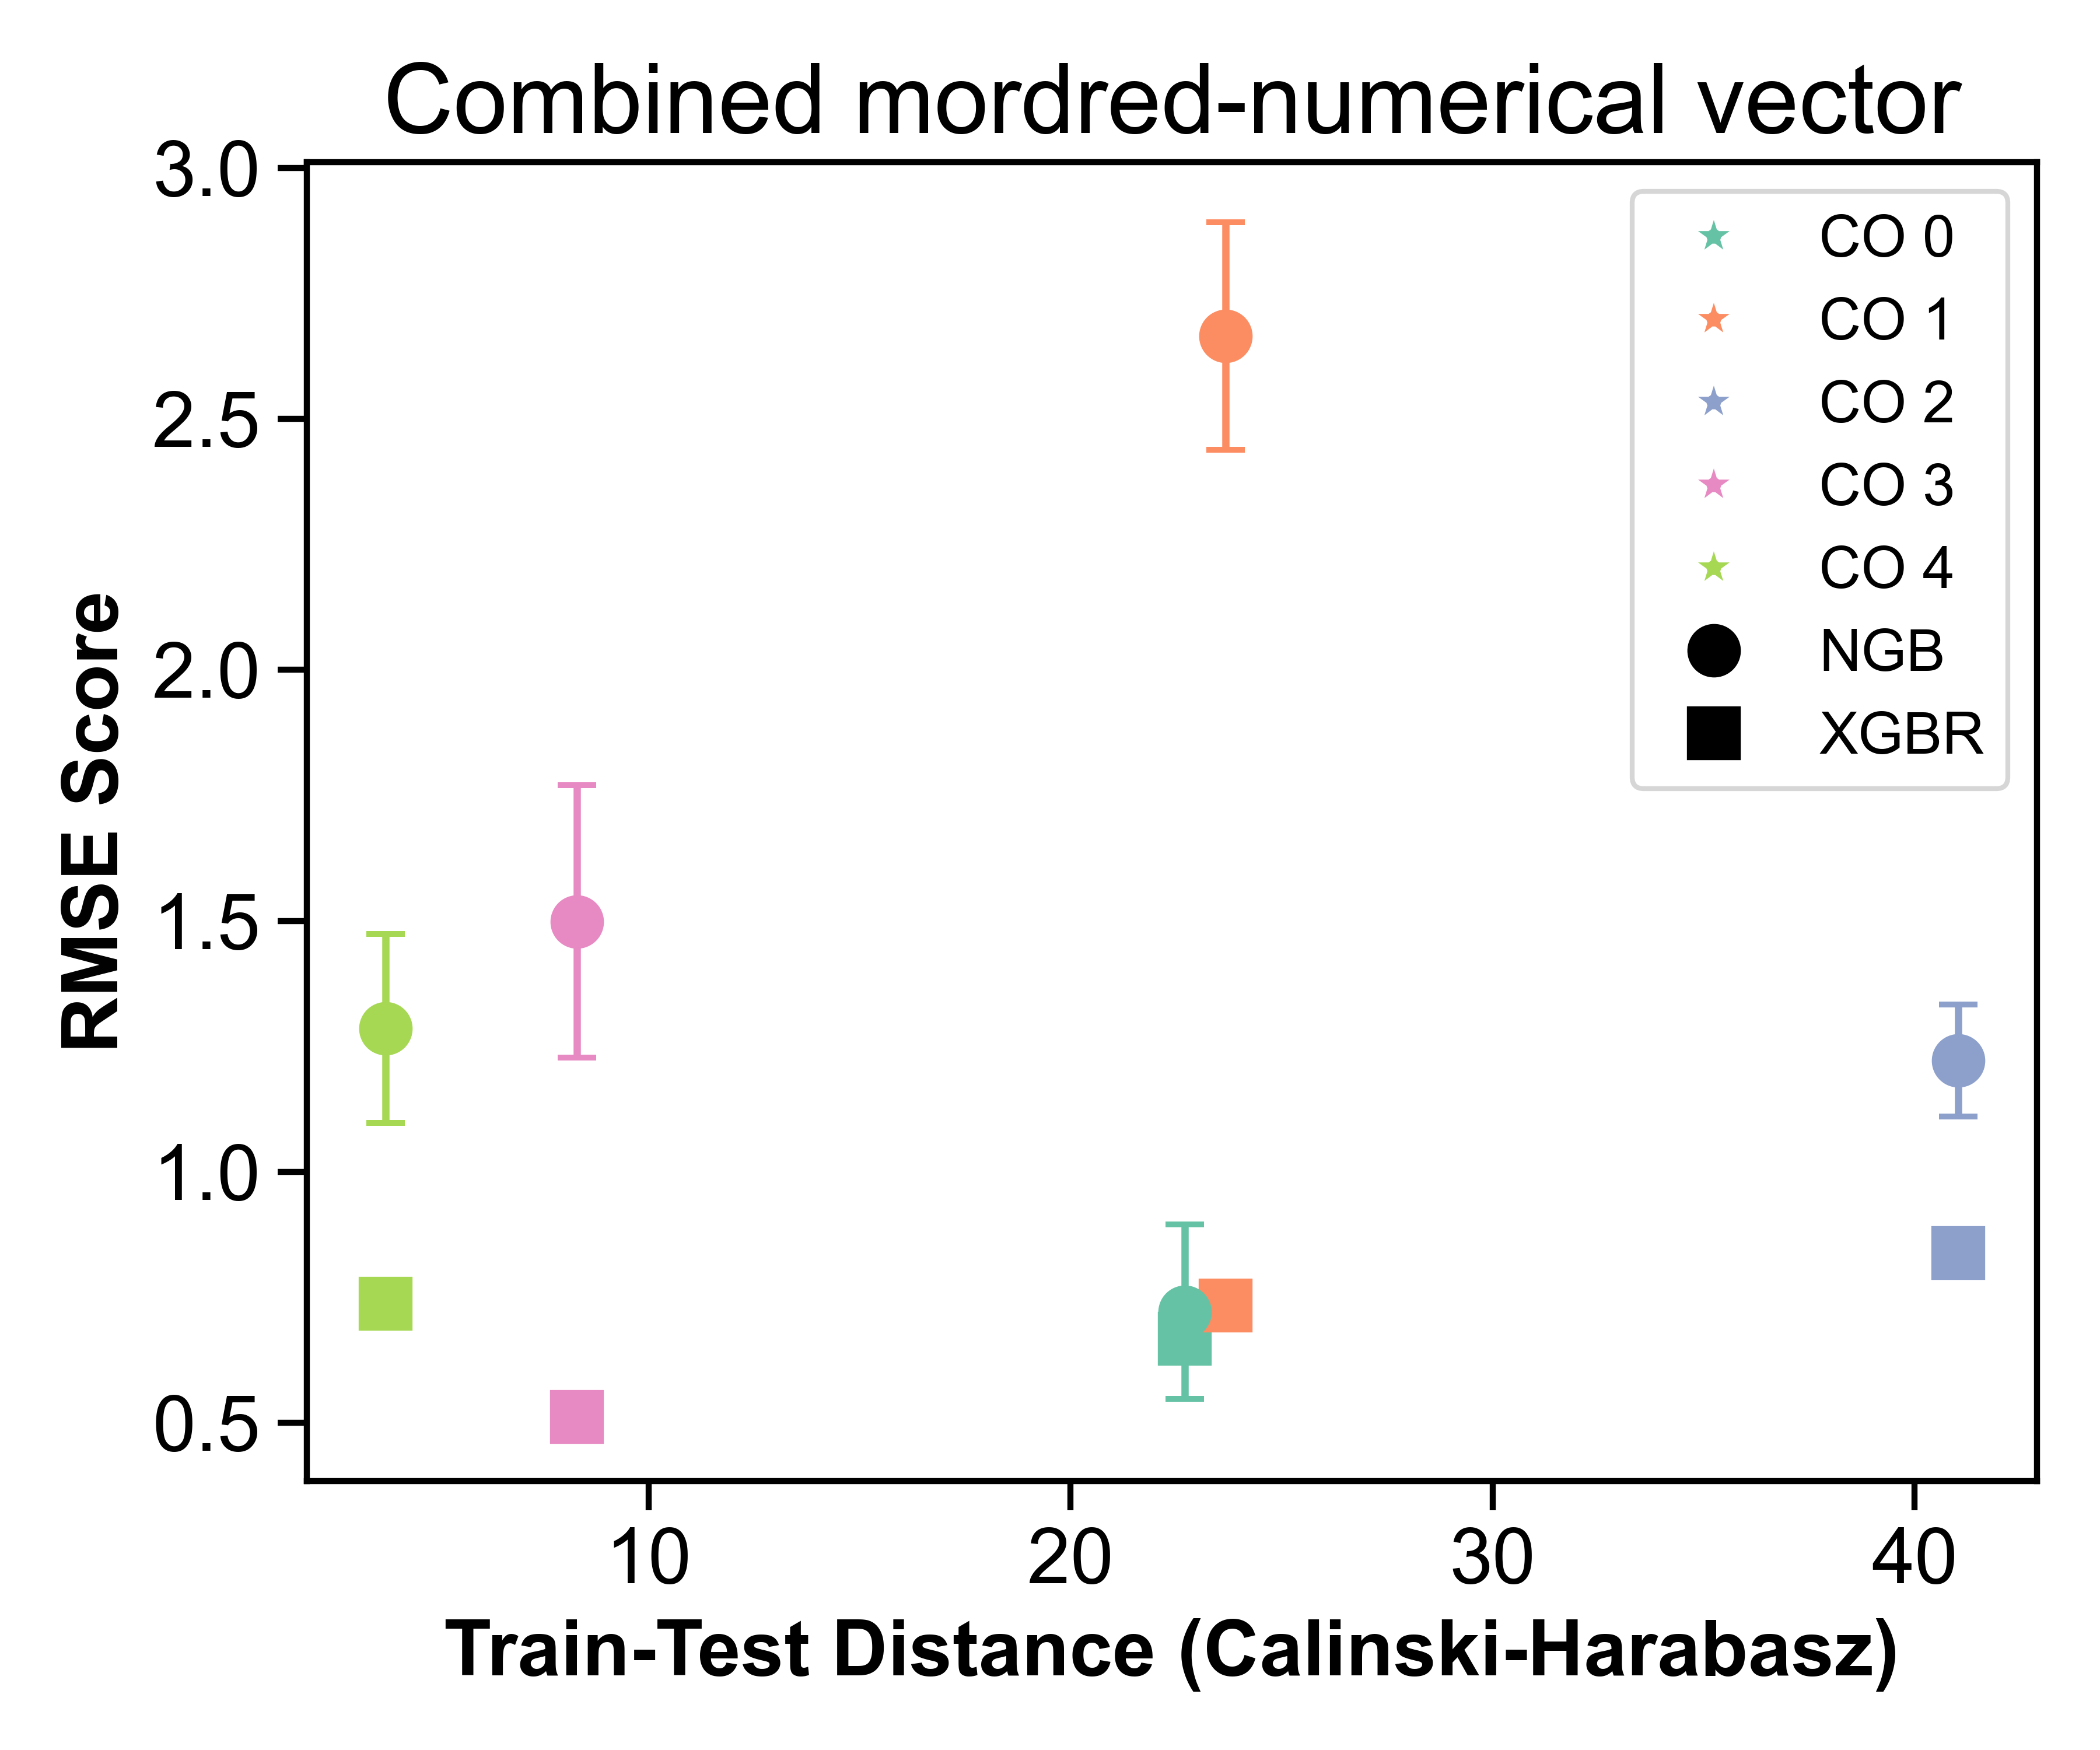 Combined mordred-numerical vector
3.0
2.5
2.0
1.5
1.0
0.5
RMSE Score
CO 0
CO 1
CO 2
CO 3
CO 4
NGB
XGBR
10 20 30 40
Train-Test Distance (Calinski-Harabasz)